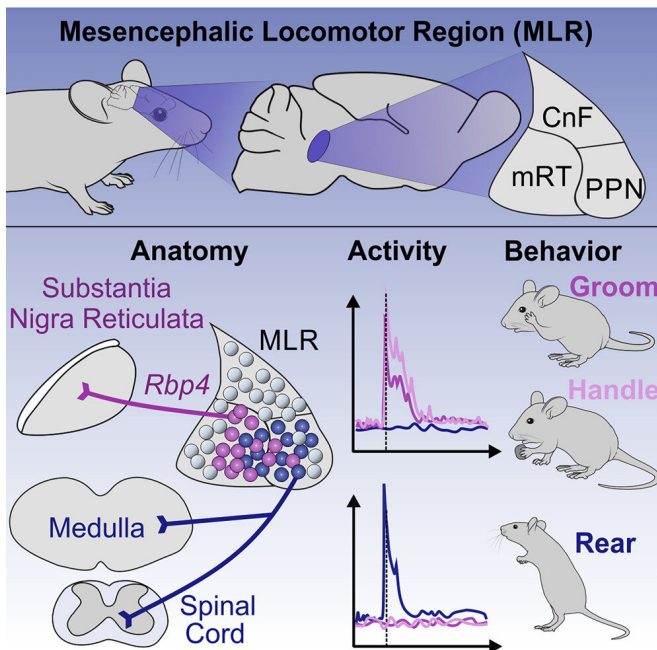 Mesencephalic Locomotor Region (MLR)
CnF
mRT
PPN
Anatomy
Activity
Behavior
Substantia
Nigra Reticulata
MLR
Rbp4
Medulla
Spinal
Cord
Groom
Handle
Rear